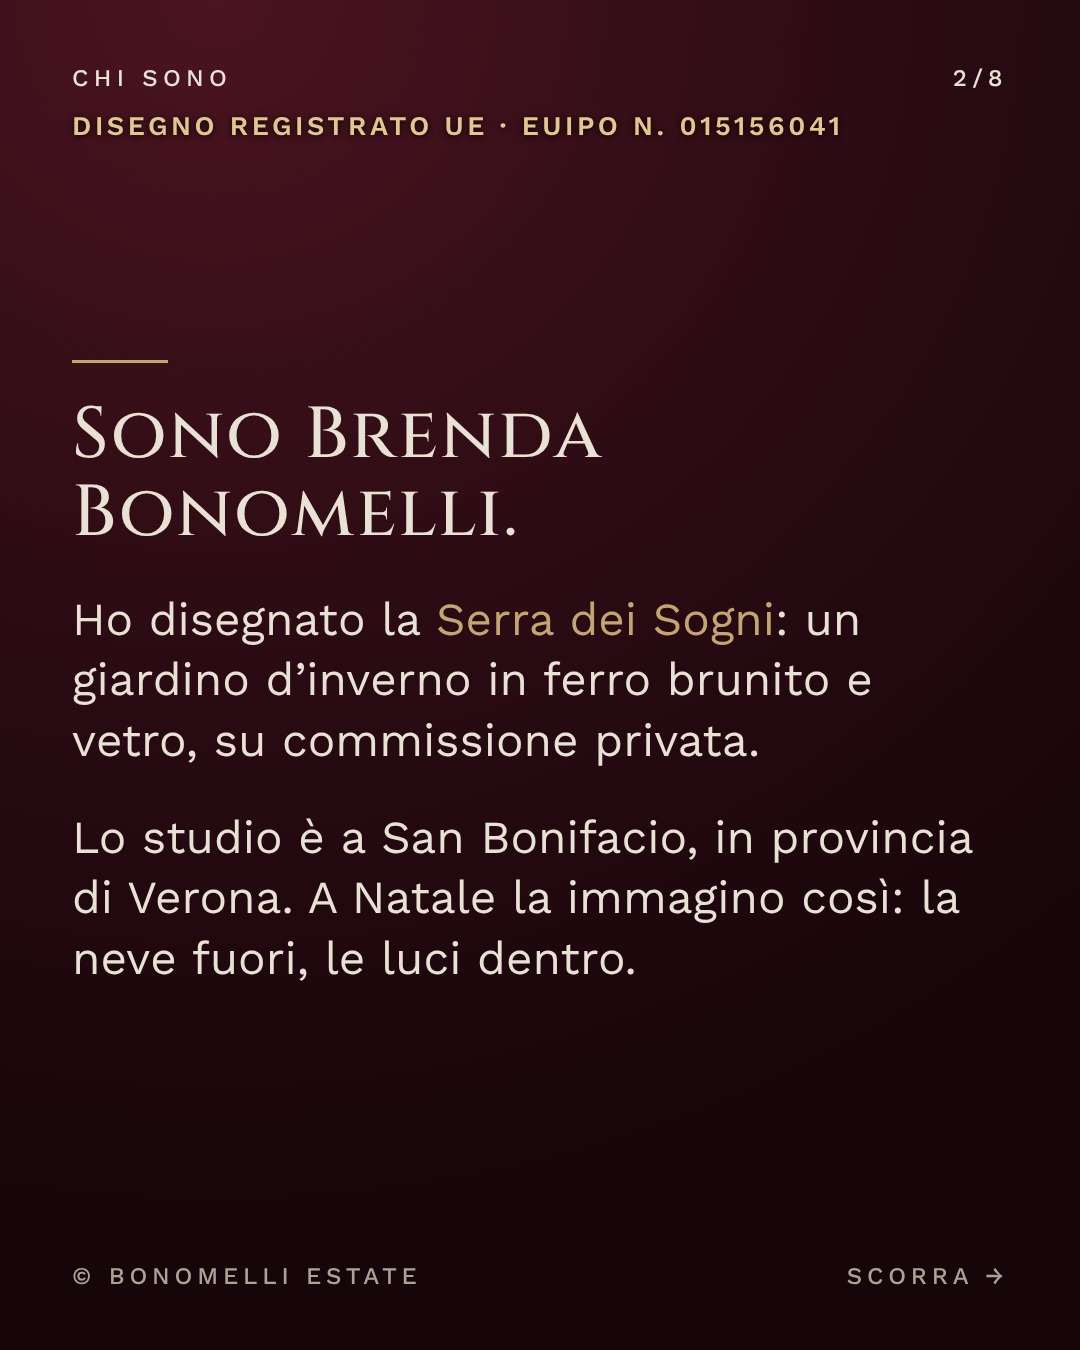 CHI SONO
2/8
DISEGNO REGISTRATO UE · EUIPO N. 015156041
SONO BRENDA
BONOMELLI.
Ho disegnato la Serra dei Sogni: un
giardino d’inverno in ferro brunito e
vetro, su commissione privata.
Lo studio è a San Bonifacio, in provincia
di Verona. A Natale la immagino così: la
neve fuori, le luci dentro.
© BONOMELLI ESTATE
SCORRA →